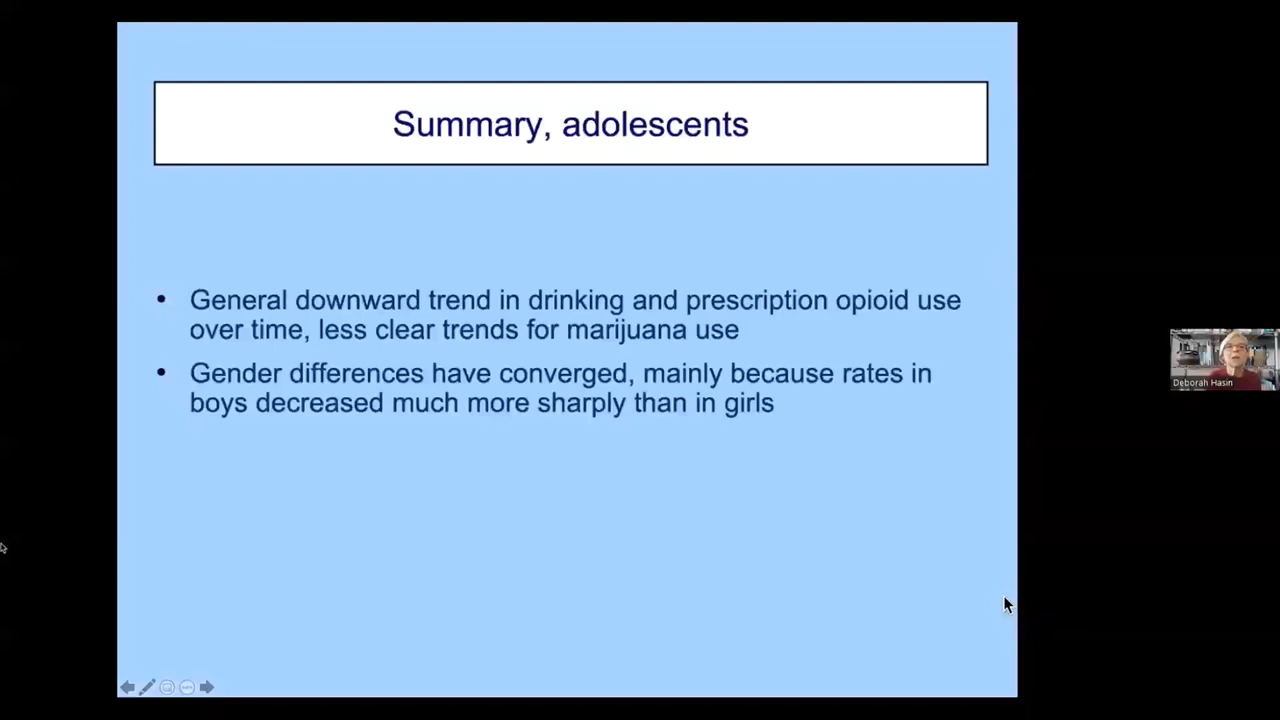 Summary, adolescents
• General downward trend in drinking and prescription opioid use
over time, less clear trends for marijuana use
• Gender differences have converged, mainly because rates in
boys decreased much more sharply than in girls
Deborah Hasin